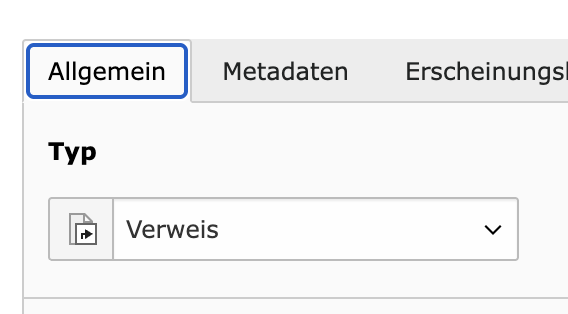 Allgemein Metadaten
Typ
Verweis